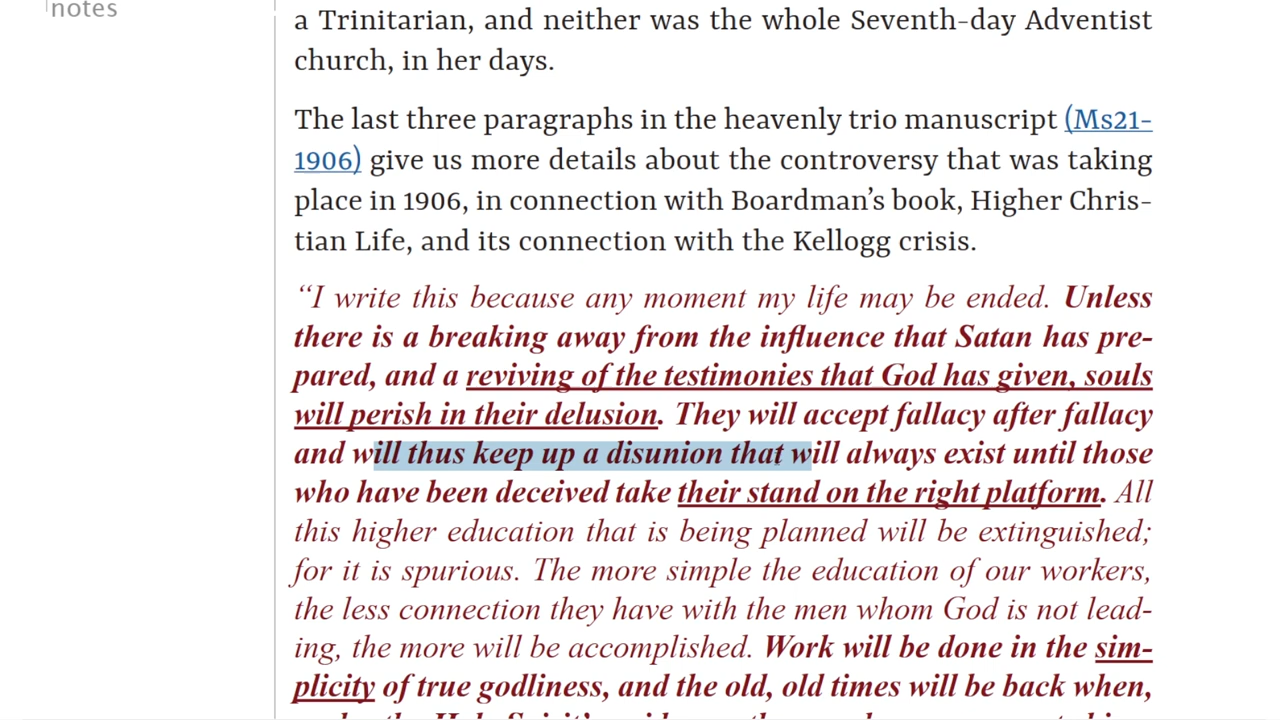 notes
a Trinitarian, and neither was the whole Seventh-day Adventist
church, in her days.
The last three paragraphs in the heavenly trio manuscript (Ms21-
1906) give us more details about the controversy that was taking
place in 1906, in connection with Boardman’s book, Higher Chris-
tian Life, and its connection with the Kellogg crisis.
“I write this because any moment my life may be ended. Unless
there is a breaking away from the influence that Satan has pre-
pared, and a reviving of the testimonies that God has given, souls
will perish in their delusion. They will accept fallacy after fallacy
and will thus keep up a disunion that will always exist until those
who have been deceived take their stand on the right platform. All
this higher education that is being planned will be extinguished;
for it is spurious. The more simple the education of our workers,
the less connection they have with the men whom God is not lead-
ing, the more will be accomplished. Work will be done in the sim-
plicity of true godliness, and the old, old times will be back when,